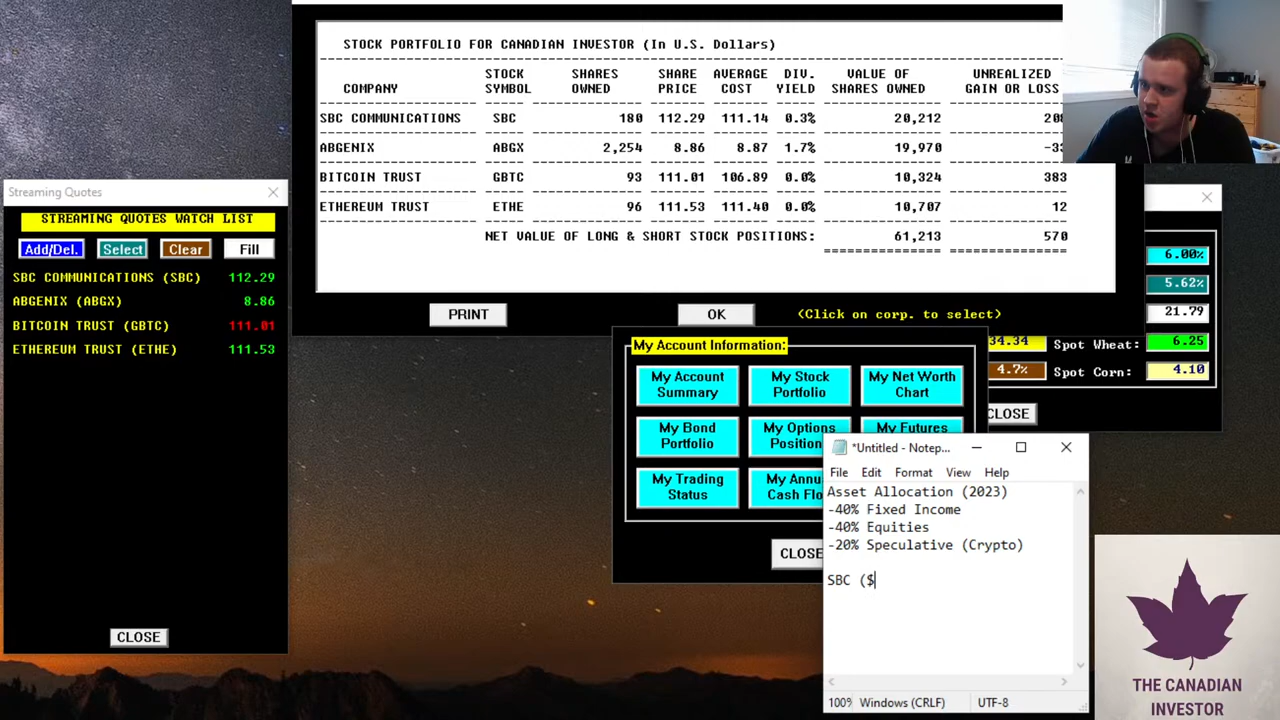 STOCK PORTFOLIO FOR CANADIAN INVESTOR (In U.S. Dollars)
COMPANY STOCK SYMBOL SHARES OWNED SHARE PRICE AVERAGE COST DIV. YIELD VALUE OF SHARES OWNED UNREALIZED GAIN OR LOSS
SBC COMMUNICATIONS SBC 180 112.29 111.14 0.3% 20,212
ABGENIX ABGX 2,254 8.86 8.87 1.7% 19,970
BITCOIN TRUST GBTC 93 111.01 106.89 0.0% 10,324 383
ETHEREUM TRUST ETHE 96 111.53 111.40 0.0% 10,707 12
NET VALUE OF LONG & SHORT STOCK POSITIONS: 61,213 570
PRINT OK (Click on corp. to select)
Streaming Quotes
STREAMING QUOTES WATCH LIST
Add/Del. Select Clear Fill
SBC COMMUNICATIONS (SBC) 112.29
ABGENIX (ABGX) 8.86
BITCOIN TRUST (GBTC) 111.01
ETHEREUM TRUST (ETHE) 111.53
CLOSE
6.00%
5.62%
21.79
34.34 Spot Wheat: 6.25
4.7% Spot Corn: 4.10
CLOSE
My Account Information:
My Account Summary
My Stock Portfolio
My Net Worth Chart
My Bond Portfolio
My Options Position
My Futures
My Trading Status
My Annu
Cash Flo
CLOSE
*Untitled - Notep...
File Edit Format View Help
Asset Allocation (2023)
-40% Fixed Income
-40% Equities
-20% Speculative (Crypto)
SBC ($
100% Windows (CRLF) UTF-8
THE CANADIAN
INVESTOR